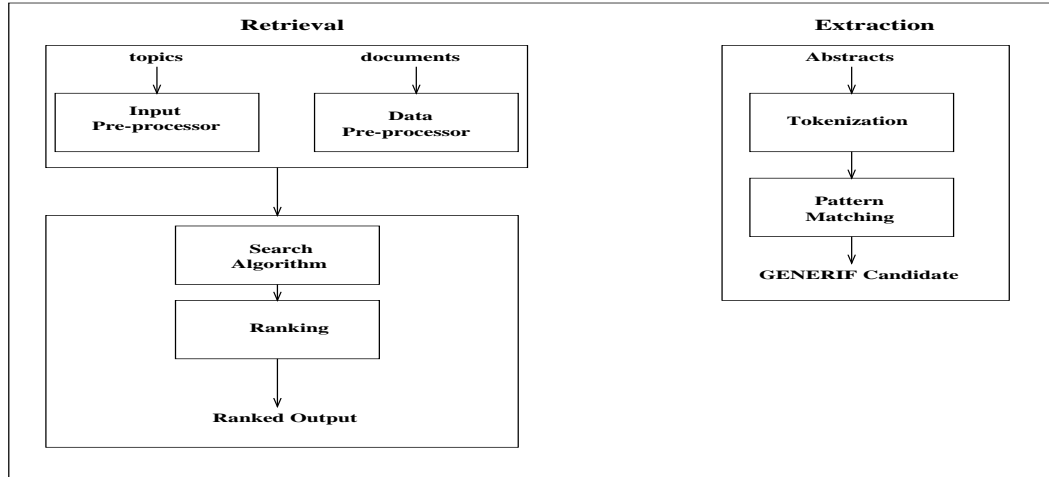 Retrieval
topics
documents
Input
Pre-processor
Data
Pre-processor
Search
Algorithm
Ranking
Ranked Output
Extraction
Abstracts
Tokenization
Pattern
Matching
GENERIF Candidate